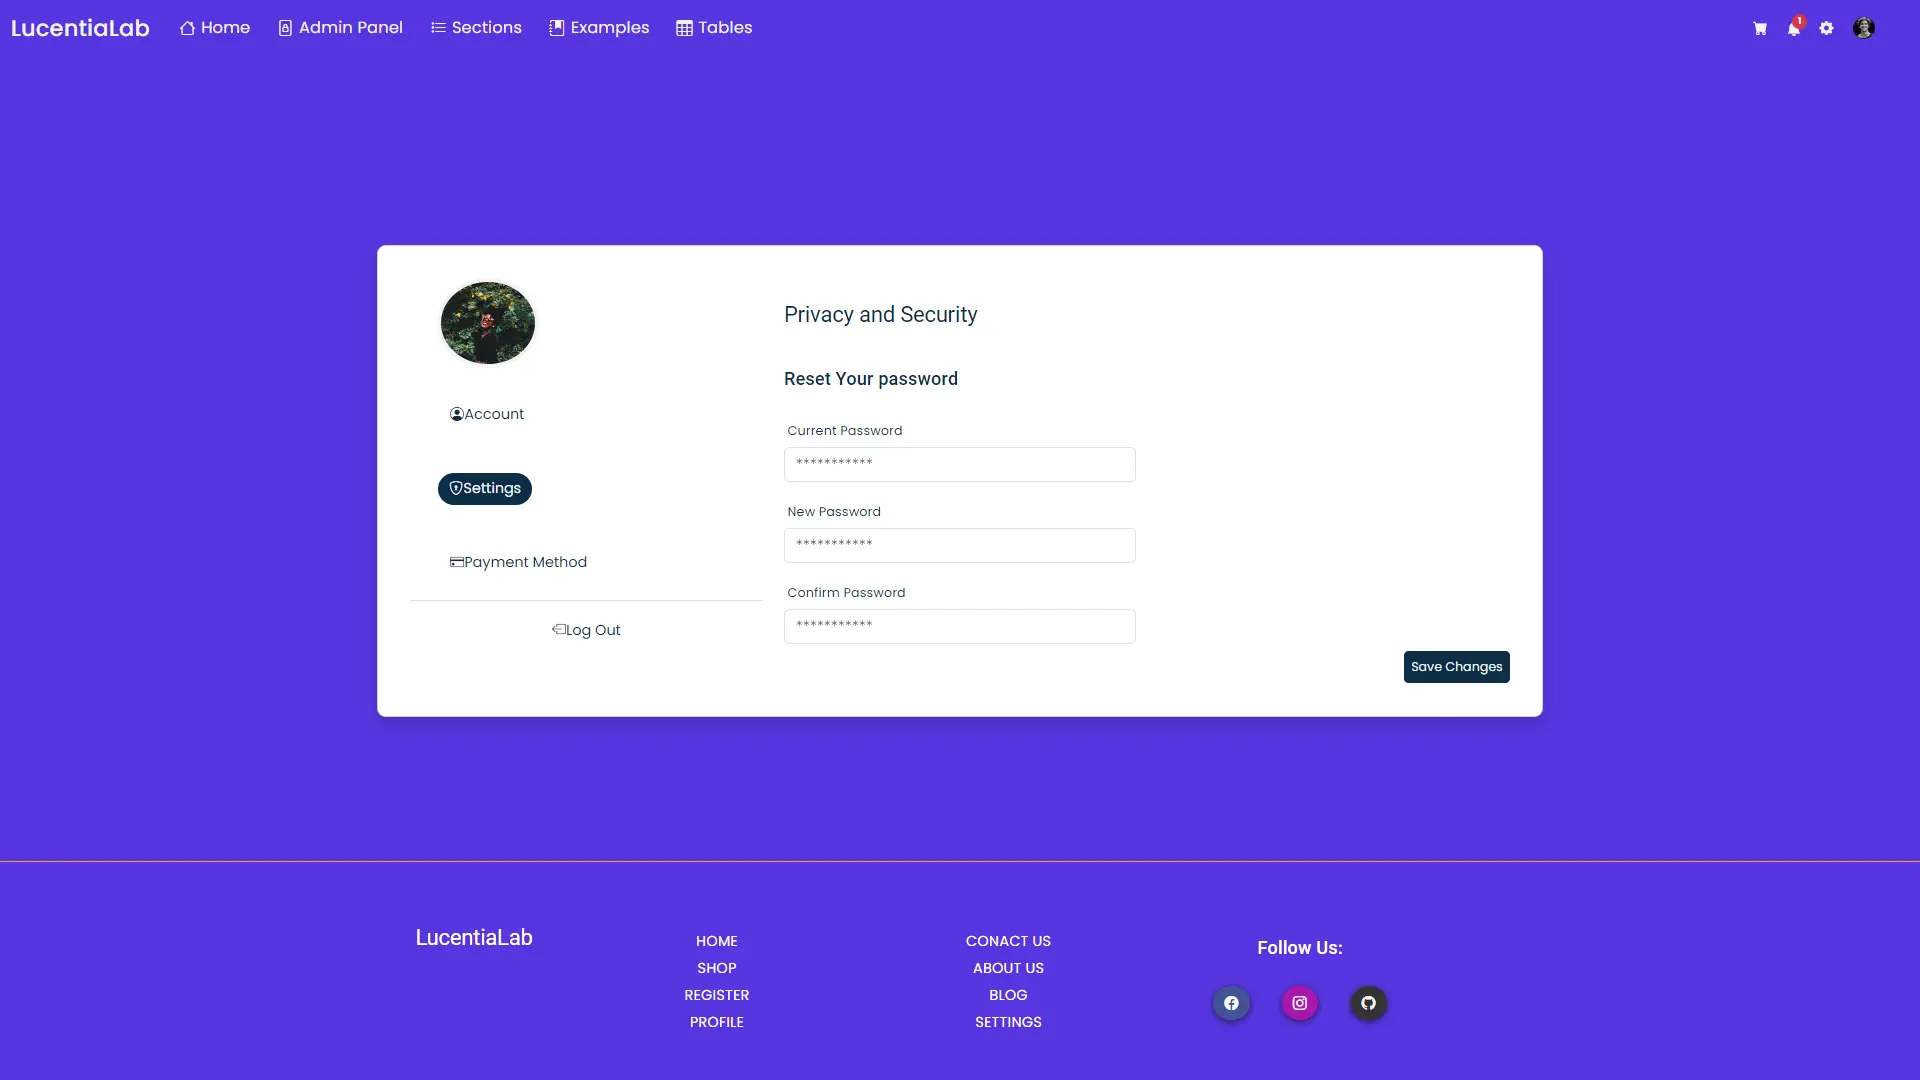 LucentiaLab Home Admin Panel Sections Examples Tables 1
Account
Settings
Payment Method
Log Out
Privacy and Security
Reset Your password
Current Password
***********
New Password
***********
Confirm Password
***********
Save Changes
LucentiaLab
HOME
SHOP
REGISTER
PROFILE
CONACT US
ABOUT US
BLOG
SETTINGS
Follow Us: